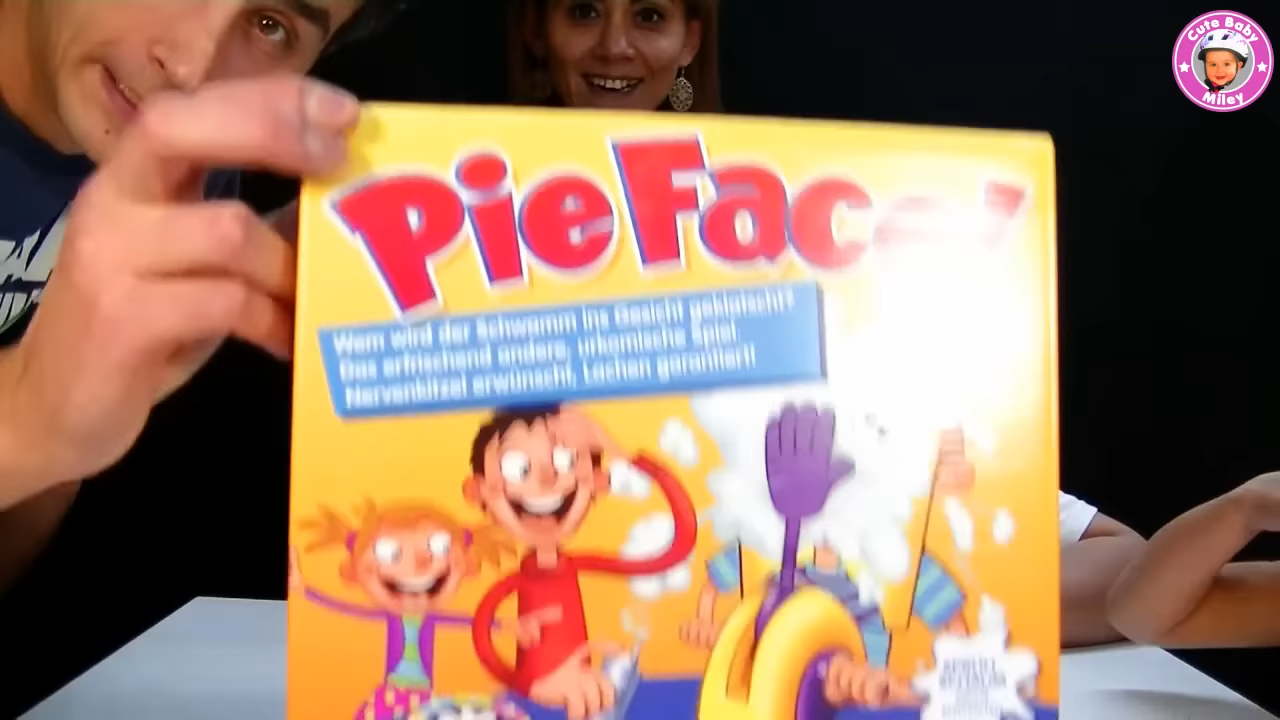 Cute Baby
Miley
Pie Face!
Wem wird der Schwamm ins Gesicht geklatscht?
Das erfrischend andere, urkomische Spiel.
Nervenkitzel erwünscht, Lachen garantiert!